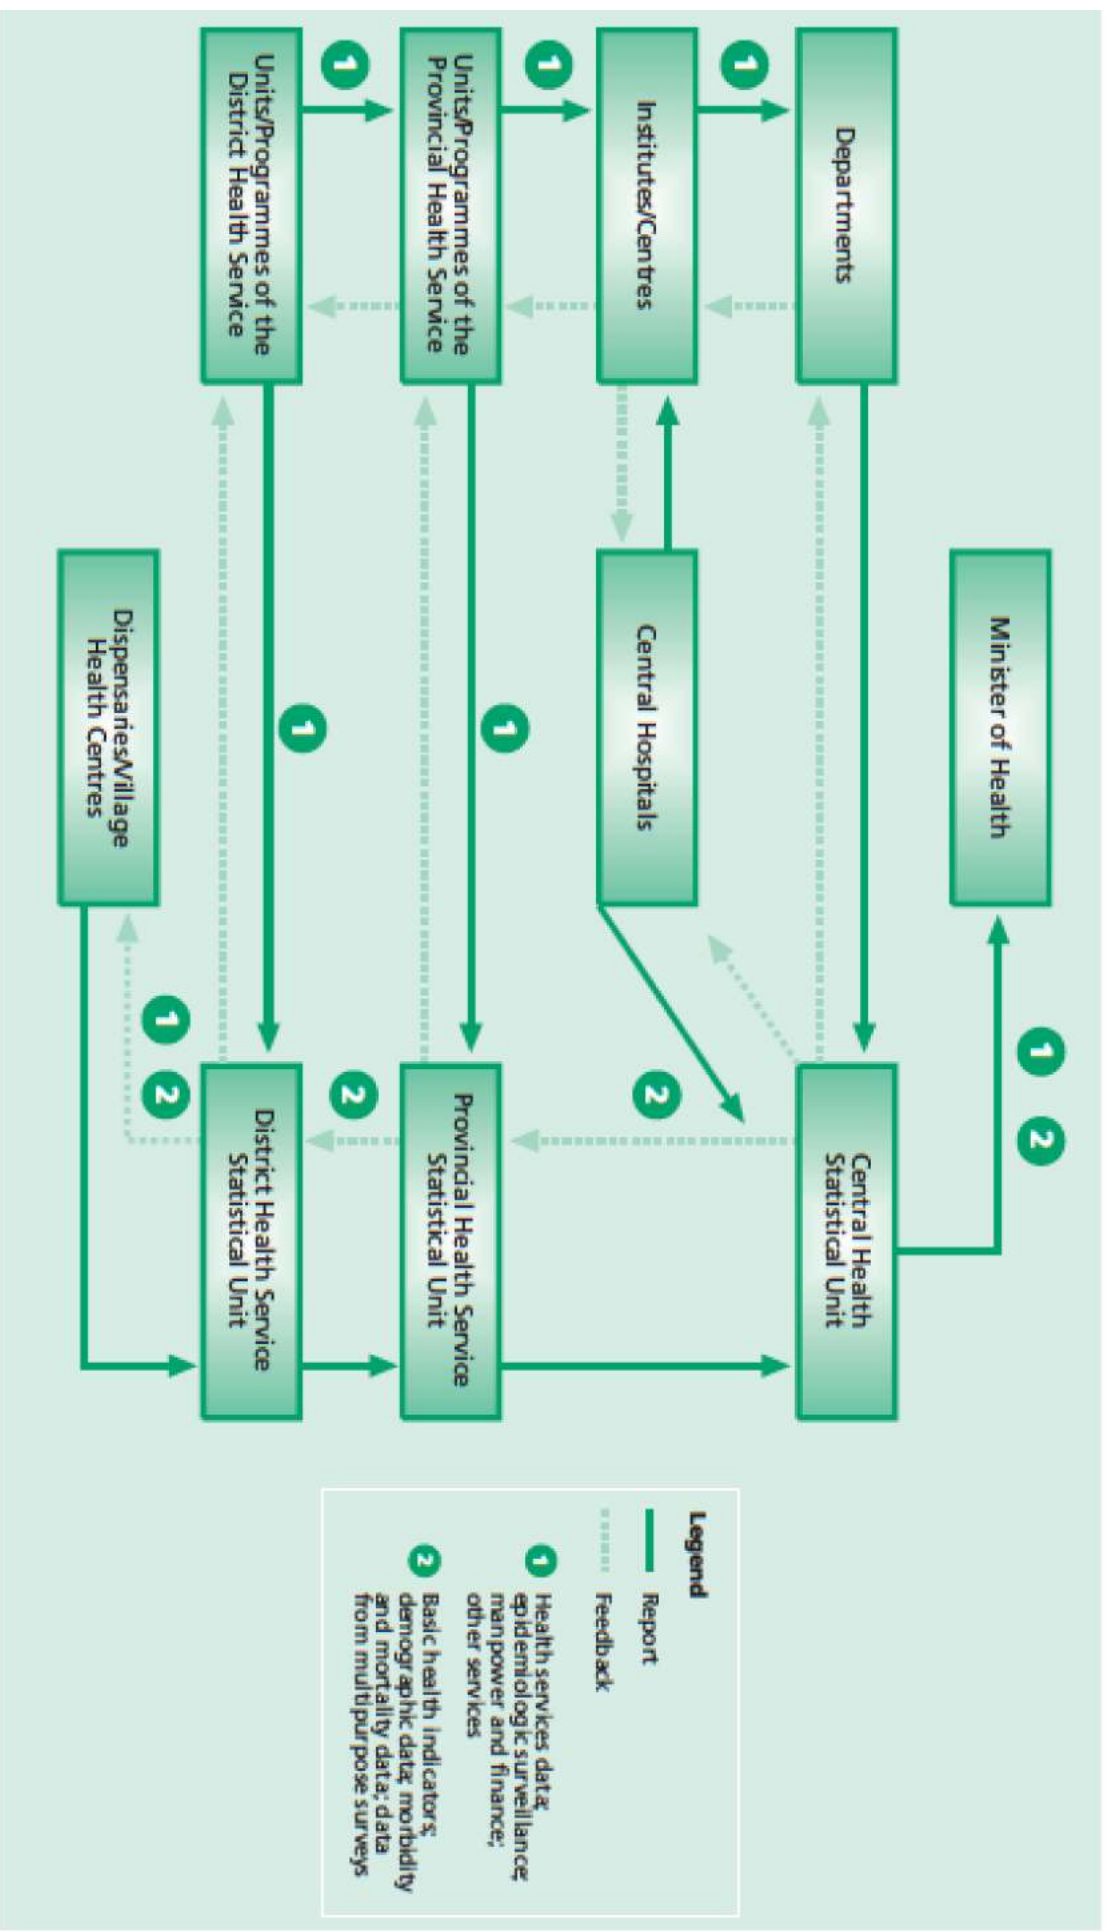 Minister of Health
1
2
Departments
Central Health
Statistical Unit
1
Institutes/Centres
Central Hospitals
2
1
Units/Programmes of the
Provincial Health Service
1
Provincial Health Service
Statistical Unit
1
2
Units/Programmes of the
District Health Service
1
District Health Service
Statistical Unit
1
2
Dispensaries/Village
Health Centres
Legend
Report
Feedback
1 Health services data;
epidemiologic surveillance;
manpower and finance;
other services
2 Basic health indicators;
demographic data; morbidity
and mortality data; data
from multipurpose surveys